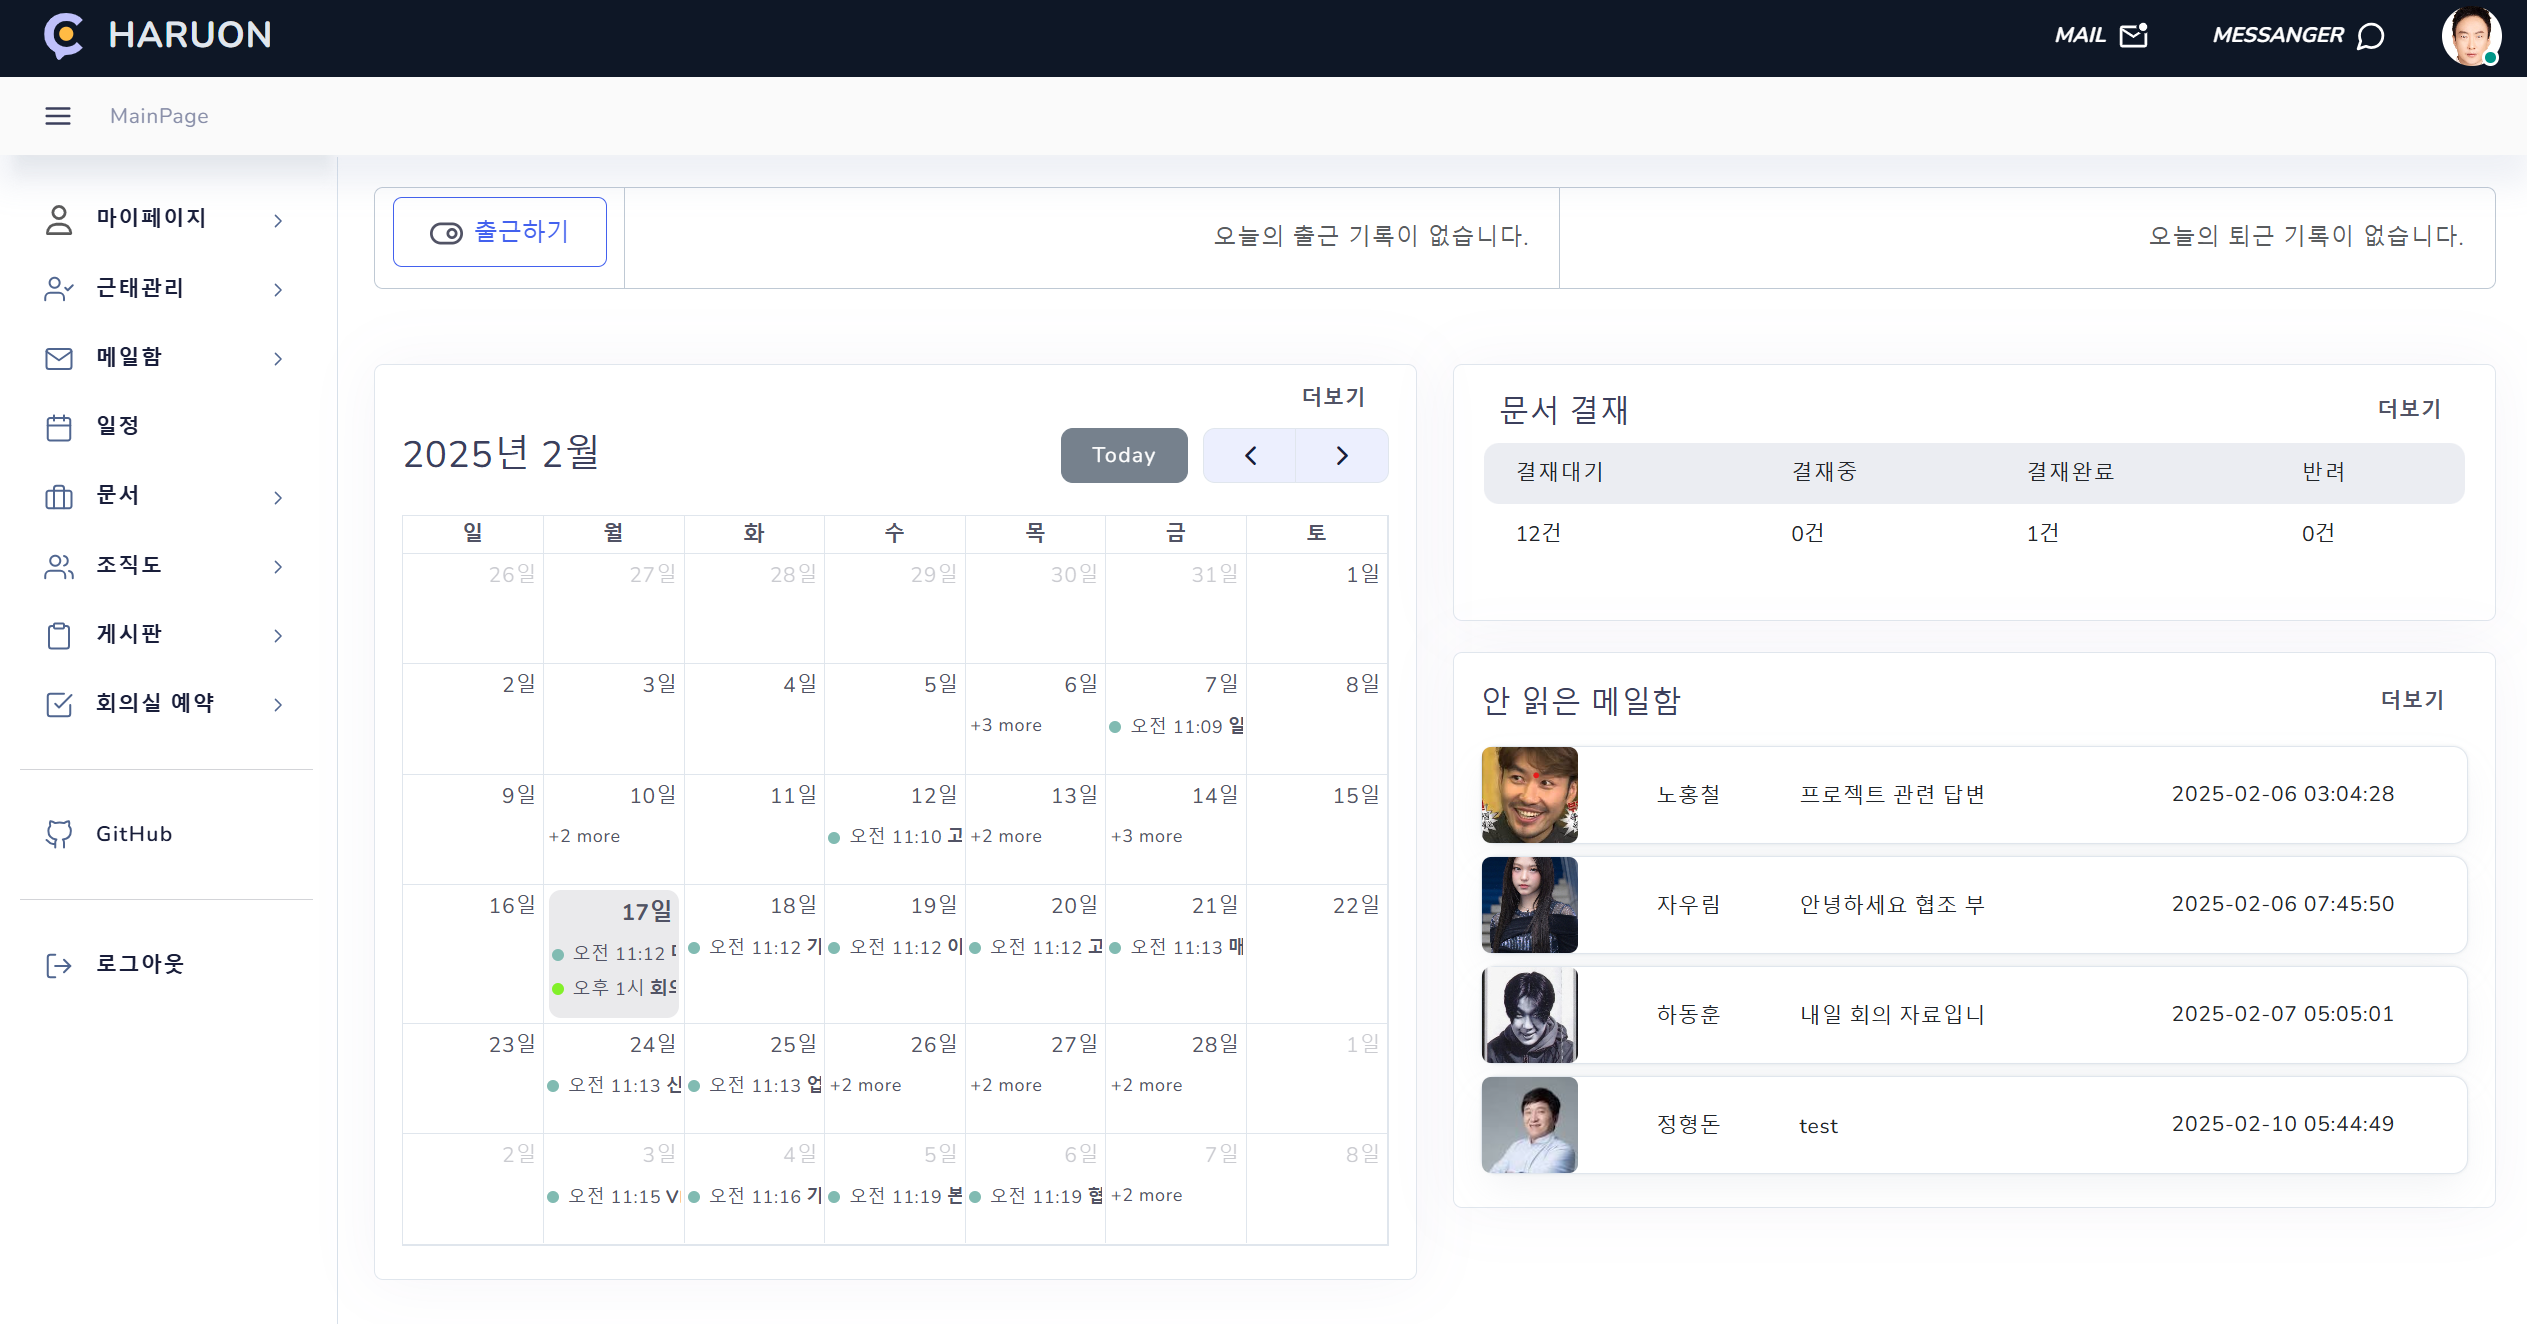 HARUON
MAIL
MESSANGER
MainPage
마이페이지
근태관리
메일함
일정
문서
조직도
게시판
회의실 예약
GitHub
로그아웃
출근하기
오늘의 출근 기록이 없습니다.
오늘의 퇴근 기록이 없습니다.
더보기
2025년 2월
Today
일 월 화 수 목 금 토
26일 27일 28일 29일 30일 31일 1일
2일 3일 4일 5일 6일 7일 8일
+3 more 오전 11:09 일
9일 10일 11일 12일 13일 14일 15일
+2 more 오전 11:10 고 +2 more +3 more
16일 17일 18일 19일 20일 21일 22일
오전 11:12 오전 11:12 기 오전 11:12 이 오전 11:12 고 오전 11:13 매
오후 1시 회의
23일 24일 25일 26일 27일 28일 1일
오전 11:13 신 오전 11:13 업 +2 more +2 more +2 more
2일 3일 4일 5일 6일 7일 8일
오전 11:15 V 오전 11:16 기 오전 11:19 본 오전 11:19 협 +2 more
문서 결재
더보기
결재대기 결재중 결재완료 반려
12건 0건 1건 0건
안 읽은 메일함
더보기
노홍철 프로젝트 관련 답변 2025-02-06 03:04:28
자우림 안녕하세요 협조 부 2025-02-06 07:45:50
하동훈 내일 회의 자료입니 2025-02-07 05:05:01
정형돈 test 2025-02-10 05:44:49